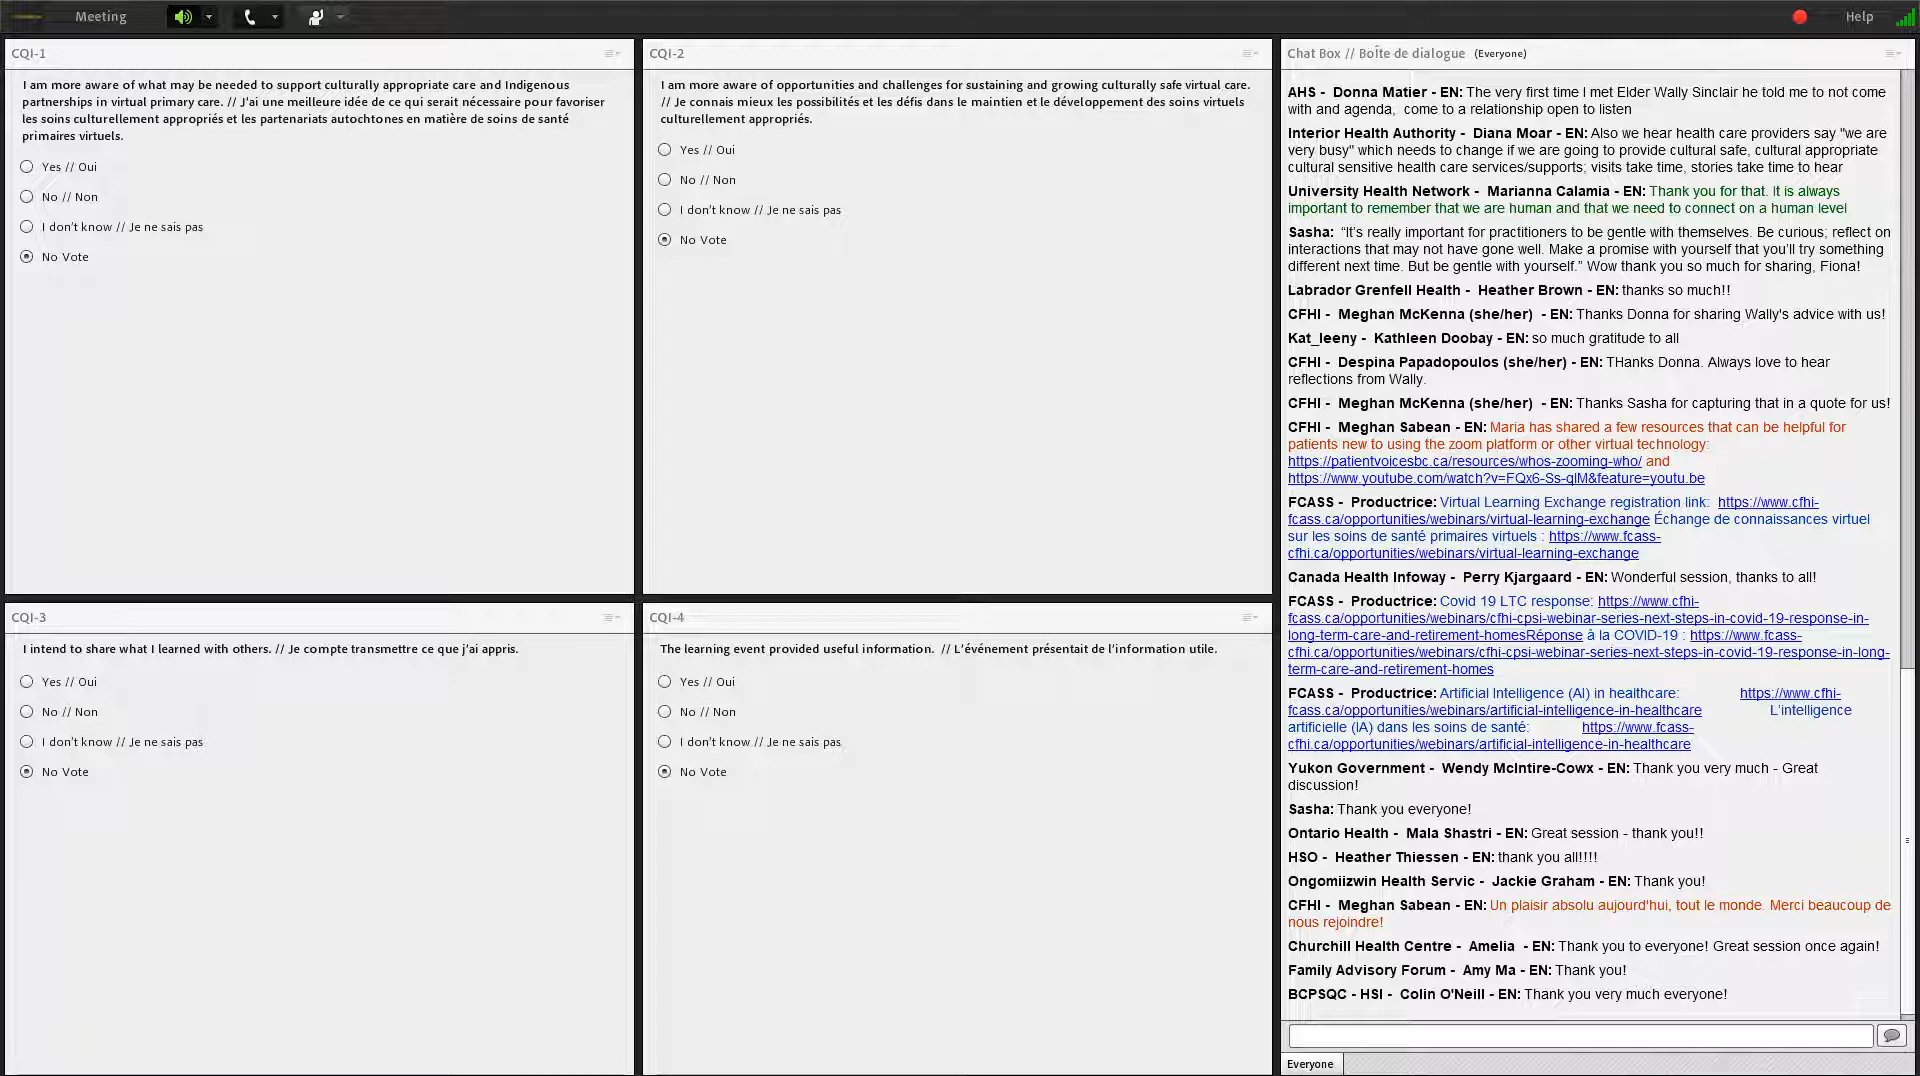 Meeting
Help
CQI-1
I am more aware of what may be needed to support culturally appropriate care and Indigenous
partnerships in virtual primary care. // J'ai une meilleure idée de ce qui serait nécessaire pour favoriser
les soins culturellement appropriés et les partenariats autochtones en matière de soins de santé
primaires virtuels.
Yes // Oui
No // Non
I don't know // Je ne sais pas
No Vote
CQI-2
I am more aware of opportunities and challenges for sustaining and growing culturally safe virtual care.
// Je connais mieux les possibilités et les défis dans le maintien et le développement des soins virtuels
culturellement appropriés.
Yes // Oui
No // Non
I don't know // Je ne sais pas
No Vote
CQI-3
I intend to share what I learned with others. // Je compte transmettre ce que j'ai appris.
Yes // Oui
No // Non
I don't know // Je ne sais pas
No Vote
CQI-4
The learning event provided useful information. // L'événement présentait de l'information utile.
Yes // Oui
No // Non
I don't know // Je ne sais pas
No Vote
Chat Box // Boîte de dialogue (Everyone)
AHS - Donna Matier - EN: The very first time I met Elder Wally Sinclair he told me to not come
with and agenda, come to a relationship open to listen
Interior Health Authority - Diana Moar - EN: Also we hear health care providers say "we are
very busy" which needs to change if we are going to provide cultural safe, cultural appropriate
cultural sensitive health care services/supports; visits take time, stories take time to hear
University Health Network - Marianna Calamia - EN: Thank you for that. It is always
important to remember that we are human and that we need to connect on a human level
Sasha: “It’s really important for practitioners to be gentle with themselves. Be curious; reflect on
interactions that may not have gone well. Make a promise with yourself that you’ll try something
different next time. But be gentle with yourself.” Wow thank you so much for sharing, Fiona!
Labrador Grenfell Health - Heather Brown - EN: thanks so much!!
CFHI - Meghan McKenna (she/her) - EN: Thanks Donna for sharing Wally's advice with us!
Kat_leeny - Kathleen Doobay - EN: so much gratitude to all
CFHI - Despina Papadopoulos (she/her) - EN: THanks Donna. Always love to hear
reflections from Wally.
CFHI - Meghan McKenna (she/her) - EN: Thanks Sasha for capturing that in a quote for us!
CFHI - Meghan Sabean - EN: Maria has shared a few resources that can be helpful for
patients new to using the zoom platform or other virtual technology:
https://patientvoicesbc.ca/resources/whos-zooming-who/ and
https://www.youtube.com/watch?v=FQx6-Ss-qlM&feature=youtu.be
FCASS - Productrice: Virtual Learning Exchange registration link: https://www.cfhi-
fcass.ca/opportunities/webinars/virtual-learning-exchange Échange de connaissances virtuel
sur les soins de santé primaires virtuels : https://www.fcass-
cfhi.ca/opportunities/webinars/virtual-learning-exchange
Canada Health Infoway - Perry Kjargaard - EN: Wonderful session, thanks to all!
FCASS - Productrice: Covid 19 LTC response: https://www.cfhi-
fcass.ca/opportunities/webinars/cfhi-cpsi-webinar-series-next-steps-in-covid-19-response-in-
long-term-care-and-retirement-homesRéponse à la COVID-19 : https://www.fcass-
cfhi.ca/opportunities/webinars/cfhi-cpsi-webinar-series-next-steps-in-covid-19-response-in-long-
term-care-and-retirement-homes
FCASS - Productrice: Artificial Intelligence (AI) in healthcare: https://www.cfhi-
fcass.ca/opportunities/webinars/artificial-intelligence-in-healthcare L’intelligence
artificielle (IA) dans les soins de santé: https://www.fcass-
cfhi.ca/opportunities/webinars/artificial-intelligence-in-healthcare
Yukon Government - Wendy McIntire-Cowx - EN: Thank you very much - Great
discussion!
Sasha: Thank you everyone!
Ontario Health - Mala Shastri - EN: Great session - thank you!!
HSO - Heather Thiessen - EN: thank you all!!!!
Ongomiizwin Health Servic - Jackie Graham - EN: Thank you!
CFHI - Meghan Sabean - EN: Un plaisir absolu aujourd'hui, tout le monde. Merci beaucoup de
nous rejoindre!
Churchill Health Centre - Amelia - EN: Thank you to everyone! Great session once again!
Family Advisory Forum - Amy Ma - EN: Thank you!
BCPSQC - HSI - Colin O'Neill - EN: Thank you very much everyone!
Everyone